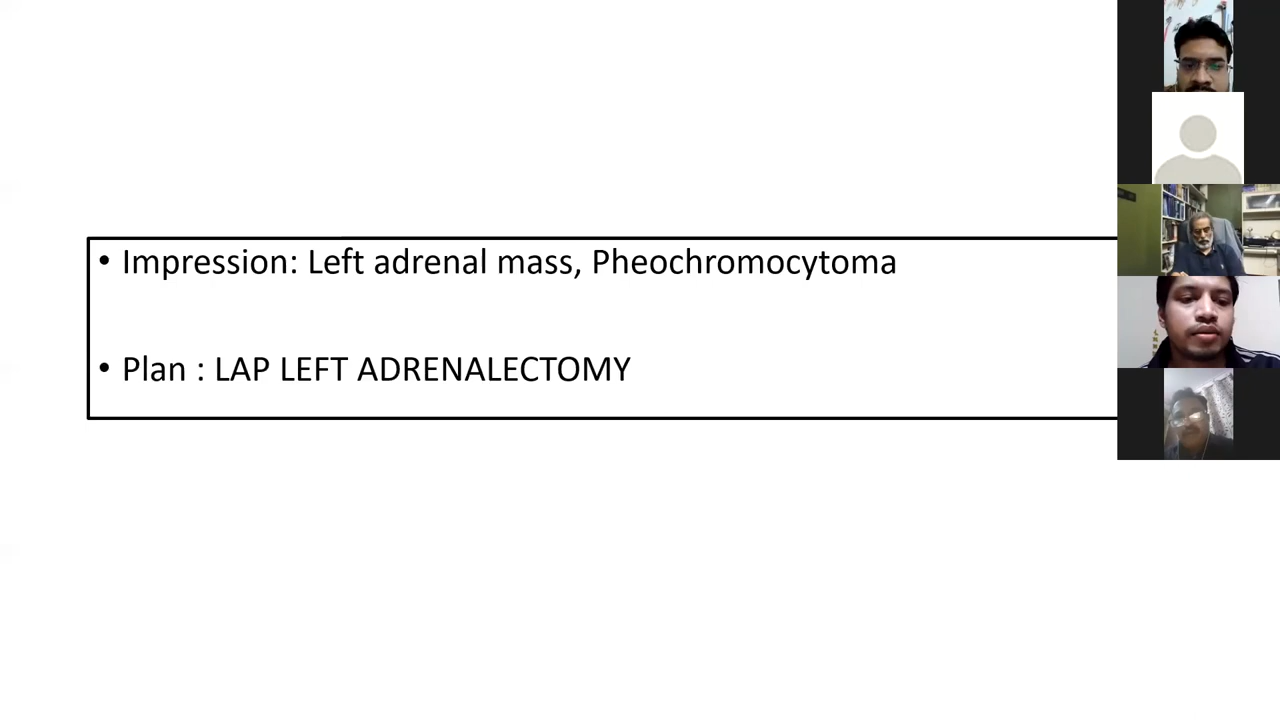 • Impression: Left adrenal mass, Pheochromocytoma
• Plan : LAP LEFT ADRENALECTOMY